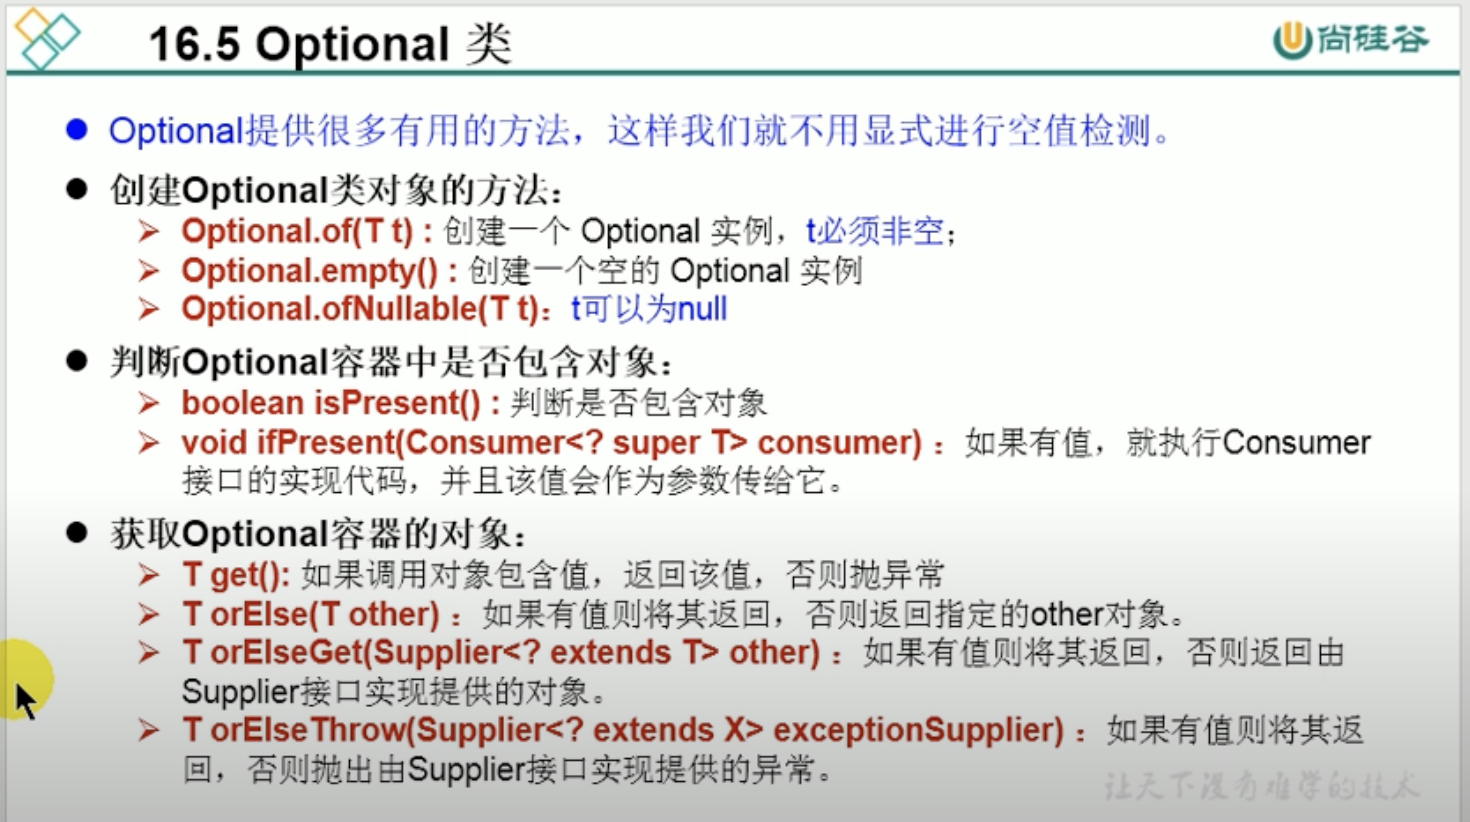 16.5 Optional 类
尚硅谷
Optional提供很多有用的方法，这样我们就不用显式进行空值检测。
创建Optional类对象的方法：
Optional.of(T t) : 创建一个 Optional 实例，t必须非空；
Optional.empty() : 创建一个空的 Optional 实例
Optional.ofNullable(T t)：t可以为null
判断Optional容器中是否包含对象：
boolean isPresent() : 判断是否包含对象
void ifPresent(Consumer<? super T> consumer) ：如果有值，就执行Consumer
接口的实现代码，并且该值会作为参数传给它。
获取Optional容器的对象：
T get(): 如果调用对象包含值，返回该值，否则抛异常
T orElse(T other) ：如果有值则将其返回，否则返回指定的other对象。
T orElseGet(Supplier<? extends T> other) ：如果有值则将其返回，否则返回由
Supplier接口实现提供的对象。
T orElseThrow(Supplier<? extends X> exceptionSupplier) ：如果有值则将其返
回，否则抛出由Supplier接口实现提供的异常。
让天下没有难学的技术